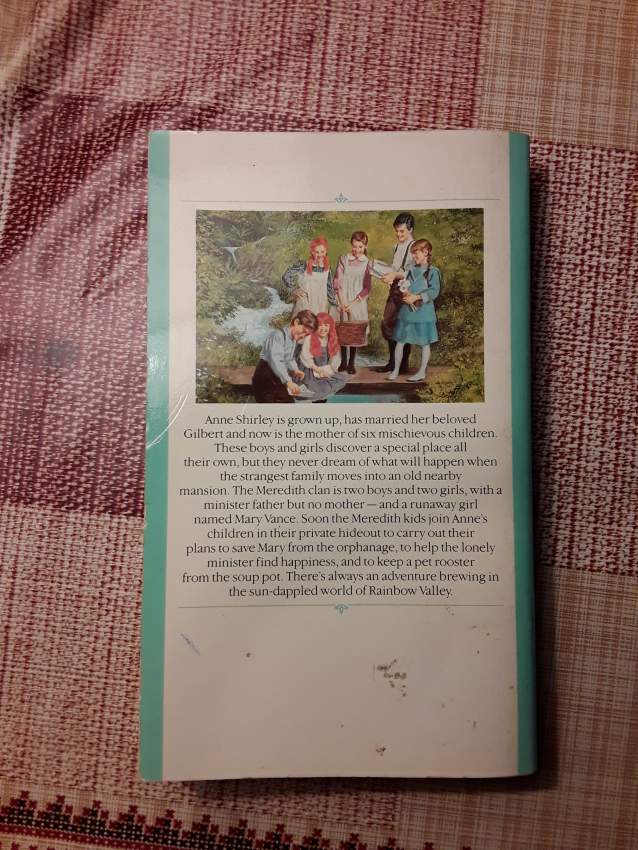 Anne Shirley is grown up, has married her beloved
Gilbert and now is the mother of six mischievous children.
These boys and girls discover a special place all
their own, but they never dream of what will happen when
the strangest family moves into an old nearby
mansion. The Meredith clan is two boys and two girls, with a
minister father but no mother — and a runaway girl
named Mary Vance. Soon the Meredith kids join Anne's
children in their private hideout to carry out their
plans to save Mary from the orphanage, to help the lonely
minister find happiness, and to keep a pet rooster
from the soup pot. There's always an adventure brewing in
the sun-dappled world of Rainbow Valley.